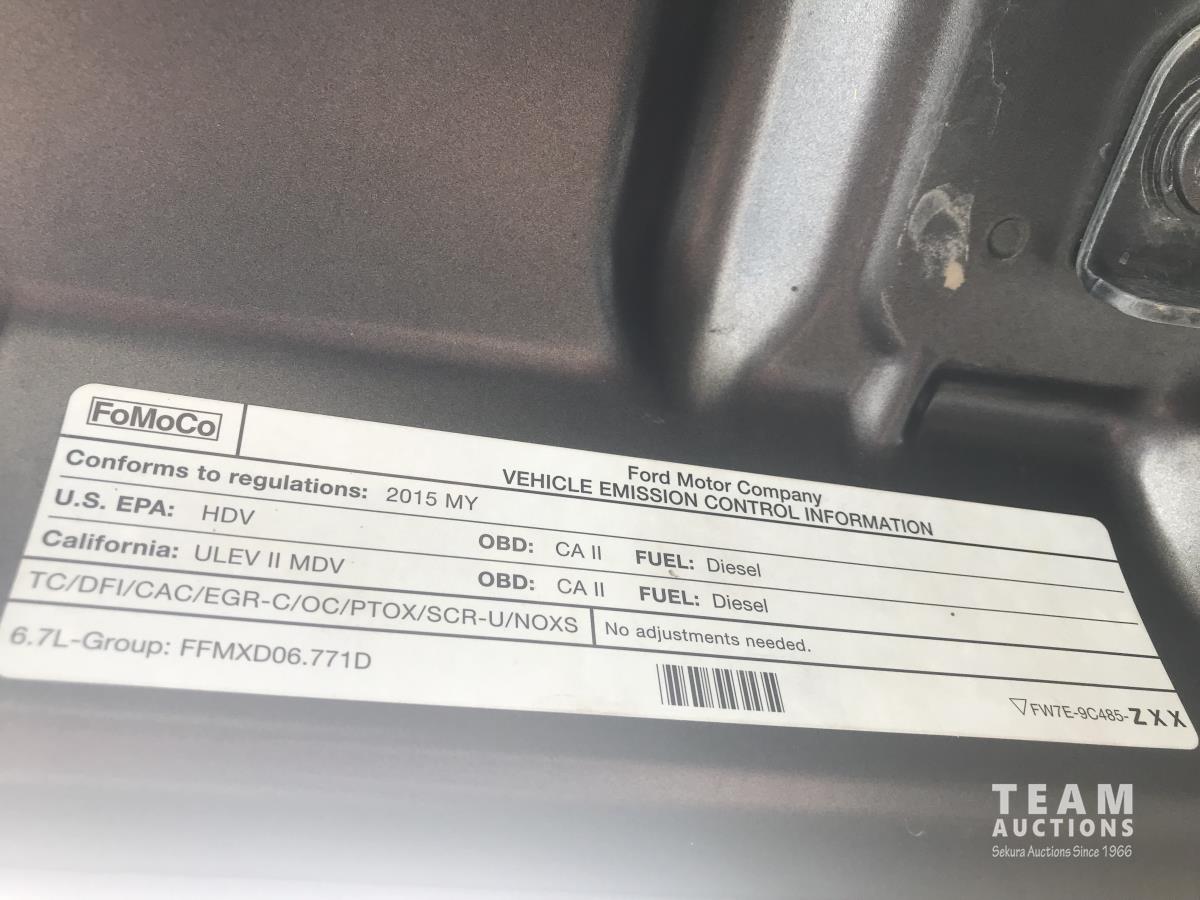 FoMoCo
Ford Motor Company
VEHICLE EMISSION CONTROL INFORMATION
Conforms to regulations: 2015 MY
U.S. EPA: HDV OBD: CA II FUEL: Diesel
California: ULEV II MDV OBD: CA II FUEL: Diesel
TC/DFI/CAC/EGR-C/OC/PTOX/SCR-U/NOXS No adjustments needed.
6.7L-Group: FFMXD06.771D
▽FW7E-9C485-ZXX
TEAM
AUCTIONS
Sekura Auctions Since 1966